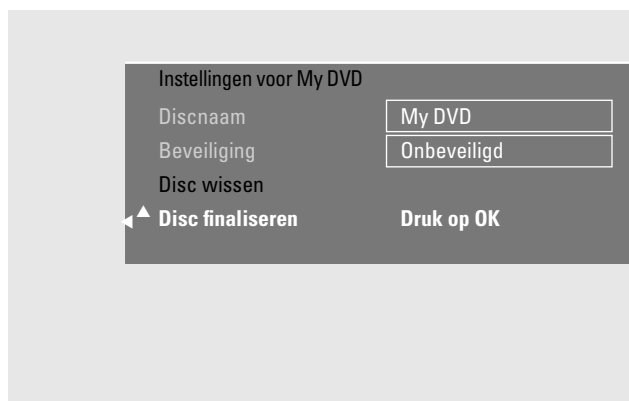 Instellingen voor My DVD
Discnaam My DVD
Beveiliging Onbeveiligd
Disc wissen
Disc finaliseren Druk op OK